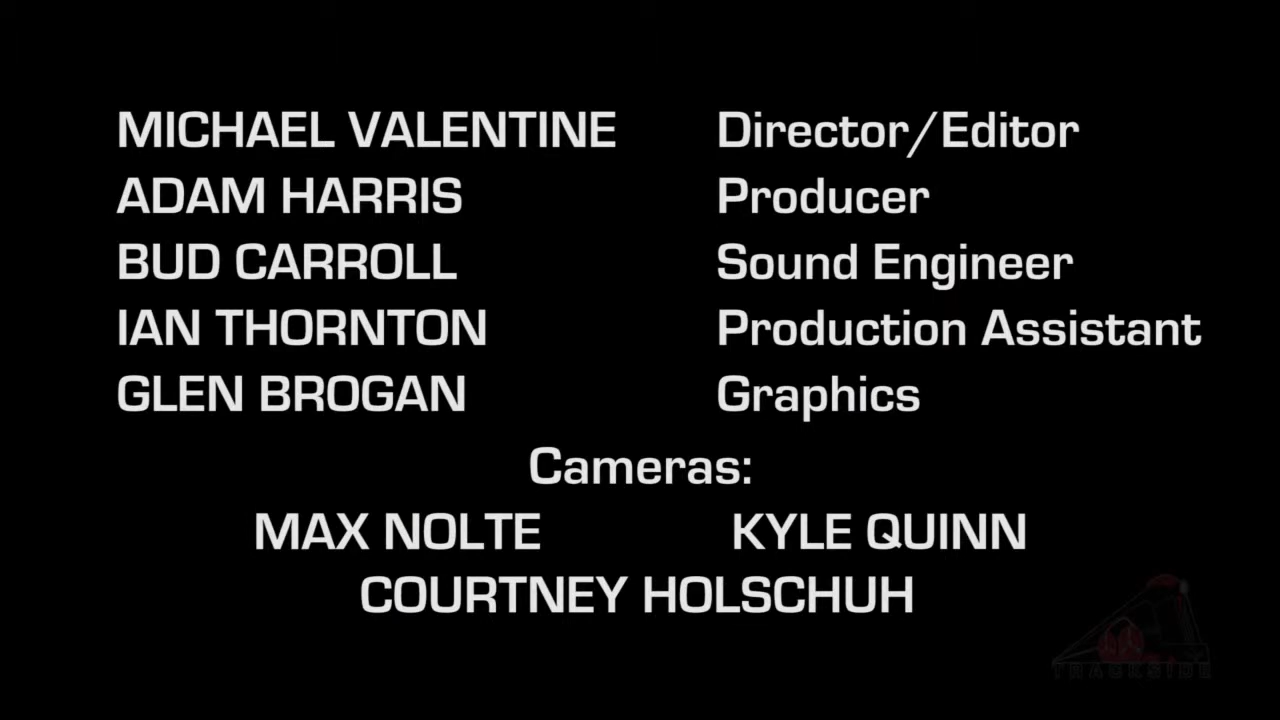 MICHAEL VALENTINE Director/Editor
ADAM HARRIS Producer
BUD CARROLL Sound Engineer
IAN THORNTON Production Assistant
GLEN BROGAN Graphics
Cameras:
MAX NOLTE KYLE QUINN
COURTNEY HOLSCHUH
TRACKSIDE